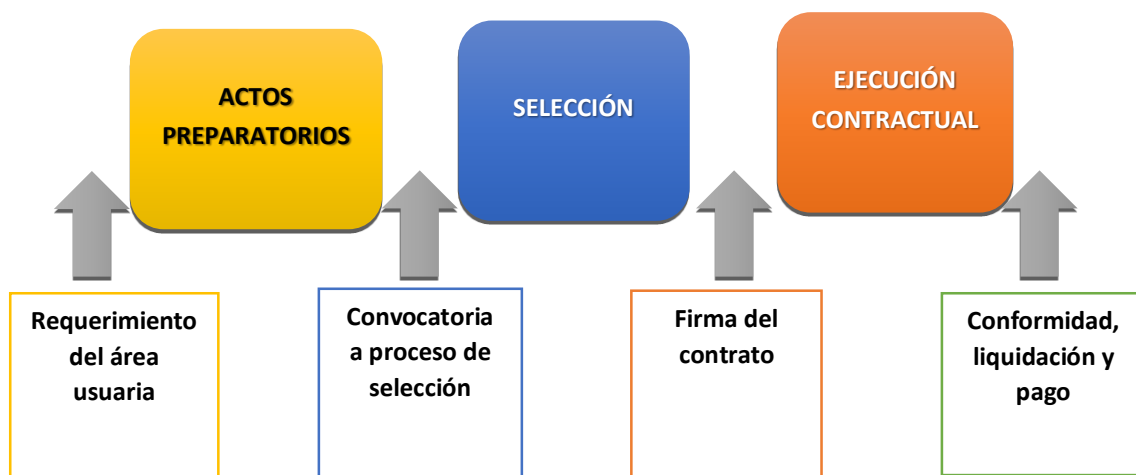 ACTOS
PREPARATORIOS
SELECCIÓN
EJECUCIÓN
CONTRACTUAL
Requerimiento
del área
usuaria
Convocatoria
a proceso de
selección
Firma del
contrato
Conformidad,
liquidación y
pago